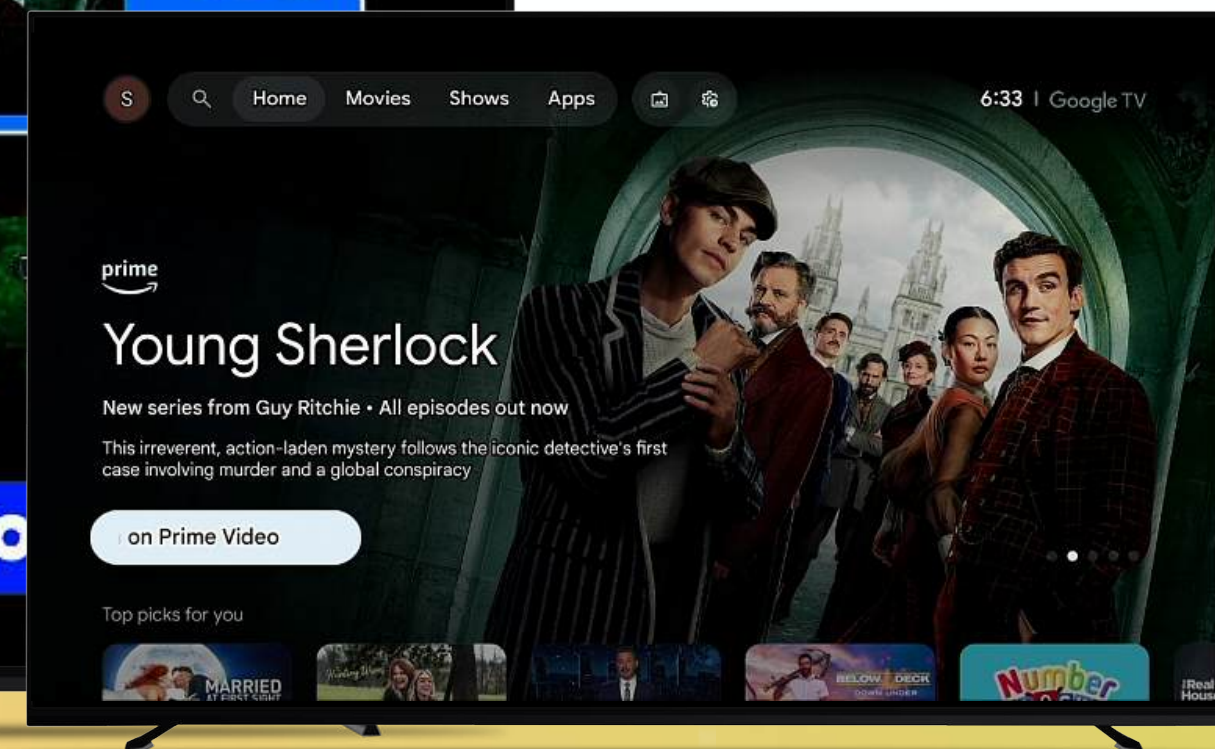 S
Home
Movies
Shows
Apps
6:33 | Google TV
prime
Young Sherlock
New series from Guy Ritchie • All episodes out now
This irreverent, action-laden mystery follows the iconic detective's first
case involving murder and a global conspiracy
on Prime Video
Top picks for you
MARRIED
AT FIRST SIGHT
BELOW DECK
DOWN UNDER
Number
Real
House